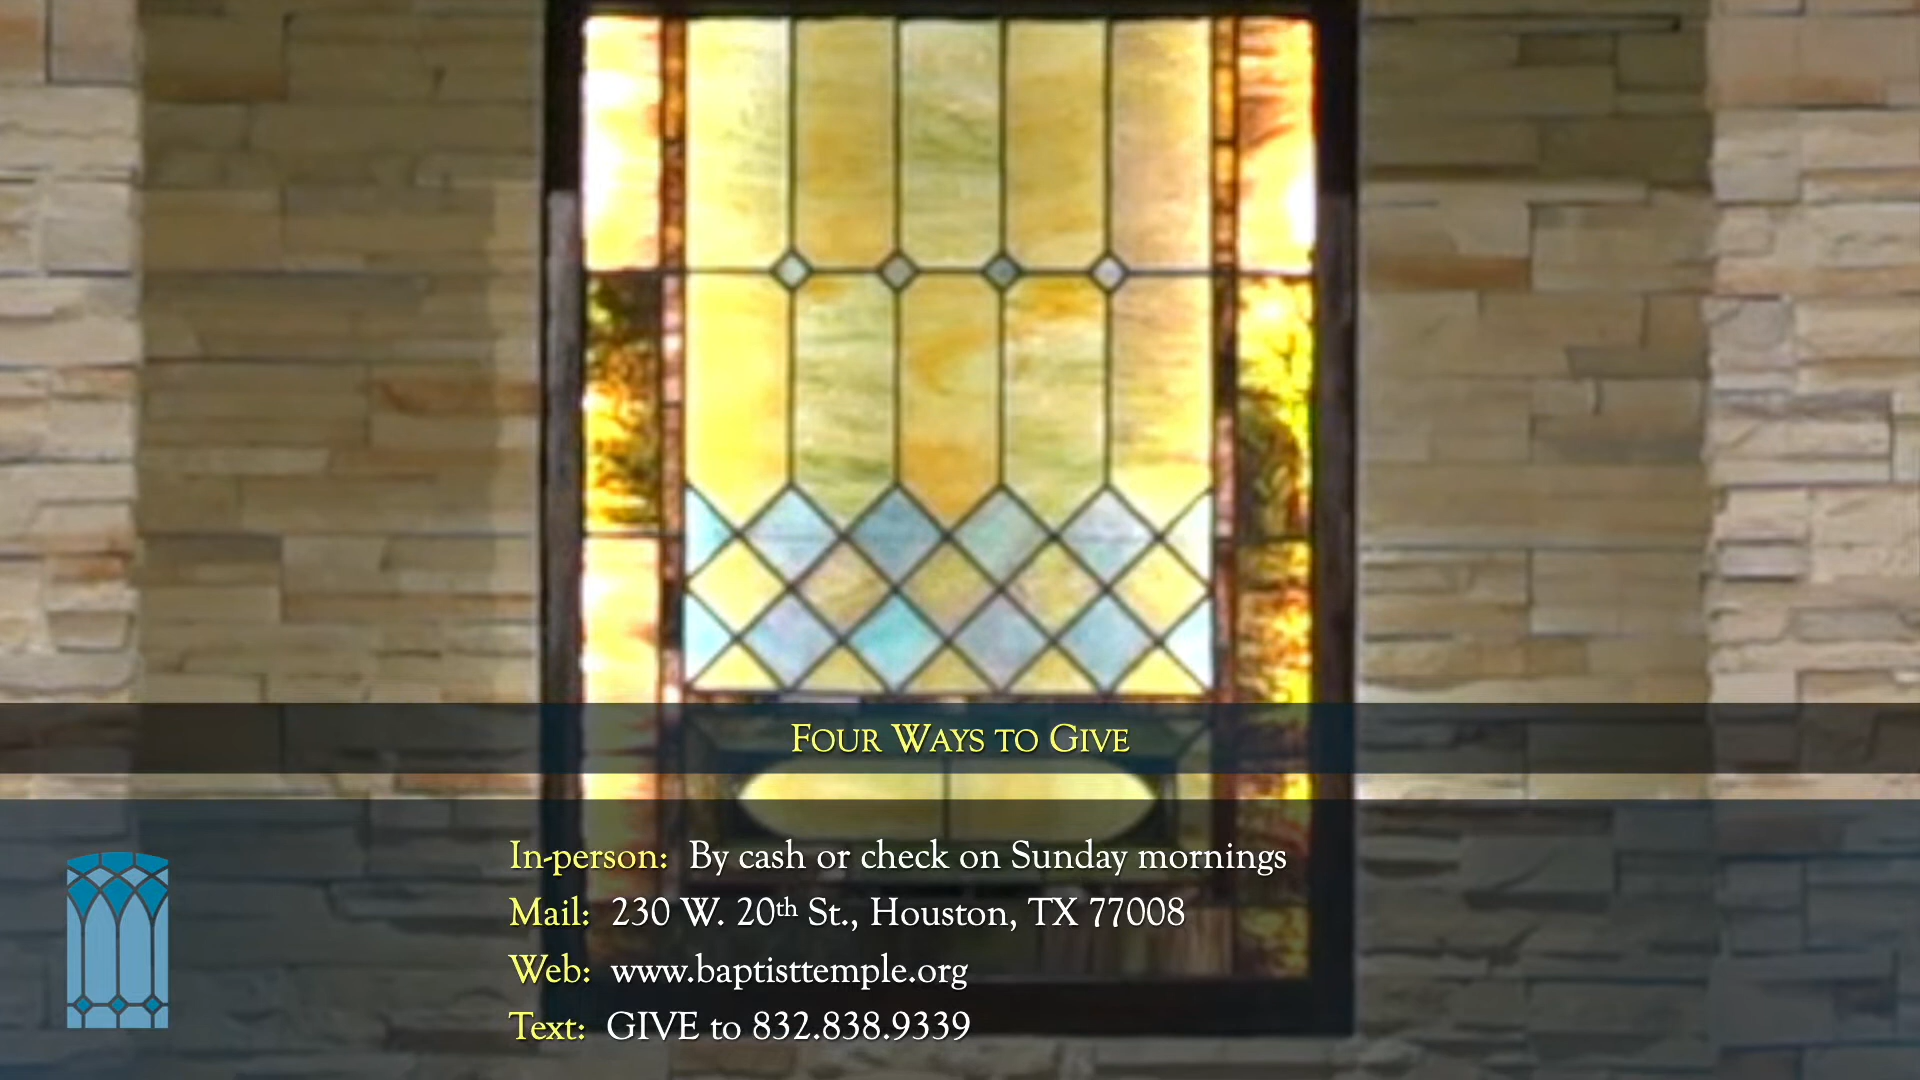 Four Ways to Give
In-person: By cash or check on Sunday mornings
Mail: 230 W. 20th St., Houston, TX 77008
Web: www.baptisttemple.org
Text: GIVE to 832.838.9339